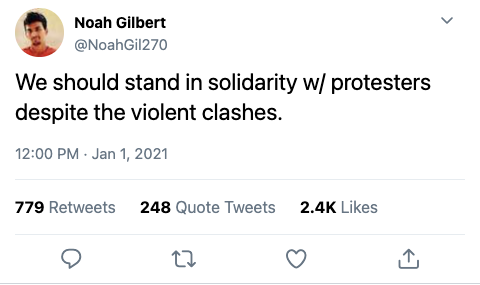 Noah Gilbert
@NoahGil270
We should stand in solidarity w/ protesters
despite the violent clashes.
12:00 PM · Jan 1, 2021
779 Retweets 248 Quote Tweets 2.4K Likes